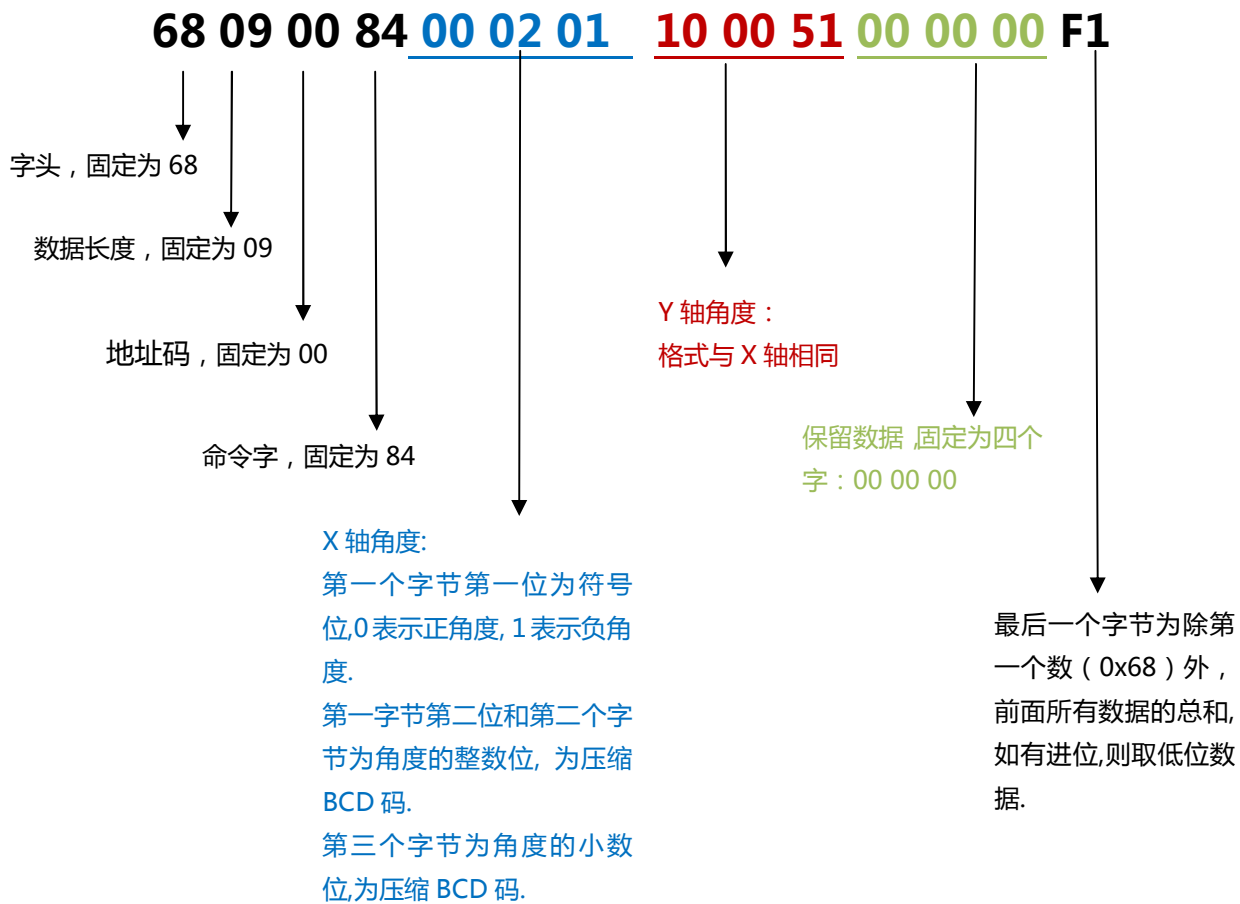 68 09 00 84 00 02 01 10 00 51 00 00 00 F1
字头，固定为 68
数据长度，固定为 09
地址码，固定为 00
命令字，固定为 84
X 轴角度:
第一个字节第一位为符号
位,0 表示正角度, 1 表示负角
度.
第一字节第二位和第二个字
节为角度的整数位, 为压缩
BCD 码.
第三个字节为角度的小数
位,为压缩 BCD 码.
Y 轴角度：
格式与 X 轴相同
保留数据 ,固定为四个
字：00 00 00
最后一个字节为除第
一个数（0x68）外，
前面所有数据的总和,
如有进位,则取低位数
据.